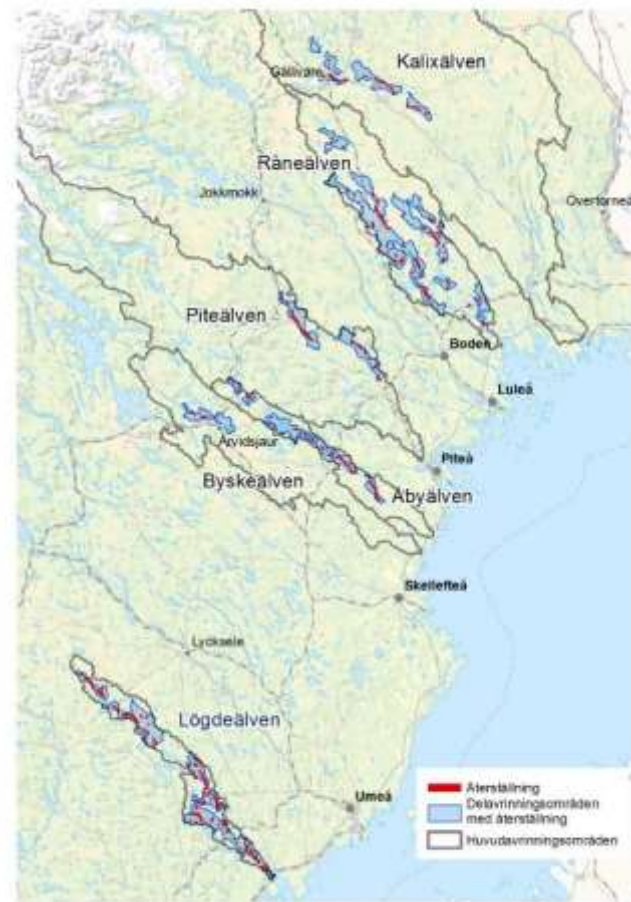 Kalixälven
Gällivare
Råneälven
Jokkmokk
Övertorneå
Piteälven
Boden
Luleå
Arvidsjaur
Piteå
Byskeälven
Åbyälven
Skellefteå
Lycksele
Lögdeälven
Umeå
Återställning
Delavrinningsområden
med återställning
Huvudavrinningsområden